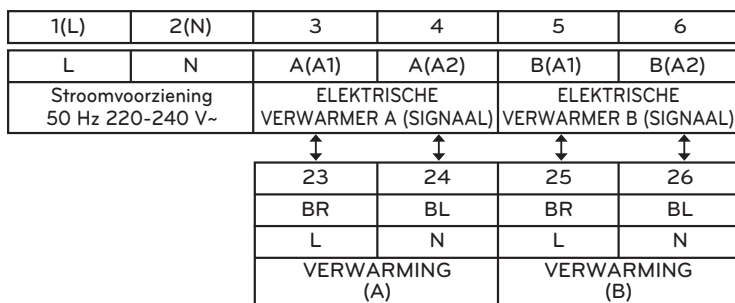 1(L) 2(N) 3 4 5 6
L N A(A1) A(A2) B(A1) B(A2)
Stroomvoorziening ELEKTRISCHE ELEKTRISCHE
50 Hz 220-240 V~ VERWARMER A (SIGNAAL) VERWARMER B (SIGNAAL)
23 24 25 26
BR BL BR BL
L N L N
VERWARMING VERWARMING
(A) (B)